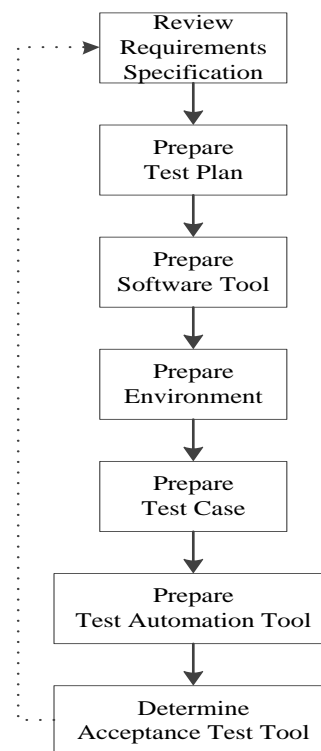 Review
Requirements
Specification
Prepare
Test Plan
Prepare
Software Tool
Prepare
Environment
Prepare
Test Case
Prepare
Test Automation Tool
Determine
Acceptance Test Tool